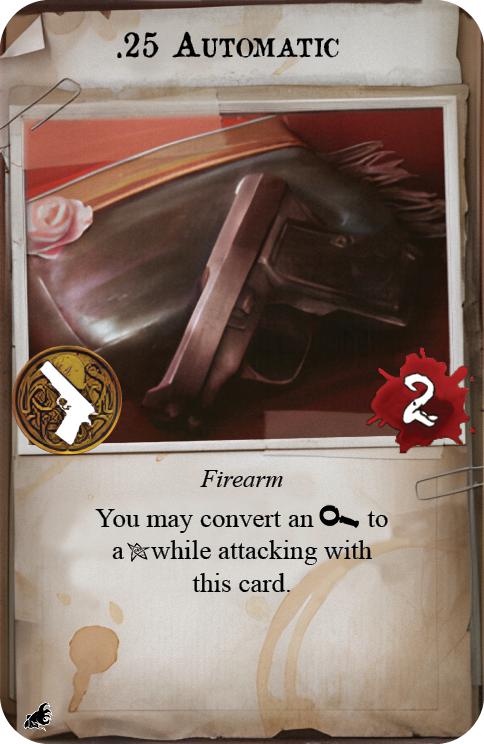 .25 Automatic
2
Firearm
You may convert an to
a while attacking with
this card.